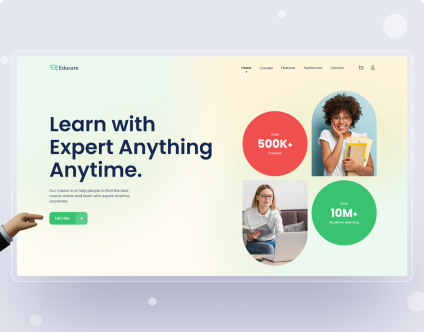 Educare
Home Courses Features Testimonial Contact
Learn with
Expert Anything
Anytime.
Our misson is to help people to find the best
course online and learn with expert anytime,
anywhere.
Let's Go
Over
500K+
Courses
Over
10M+
Students Learning